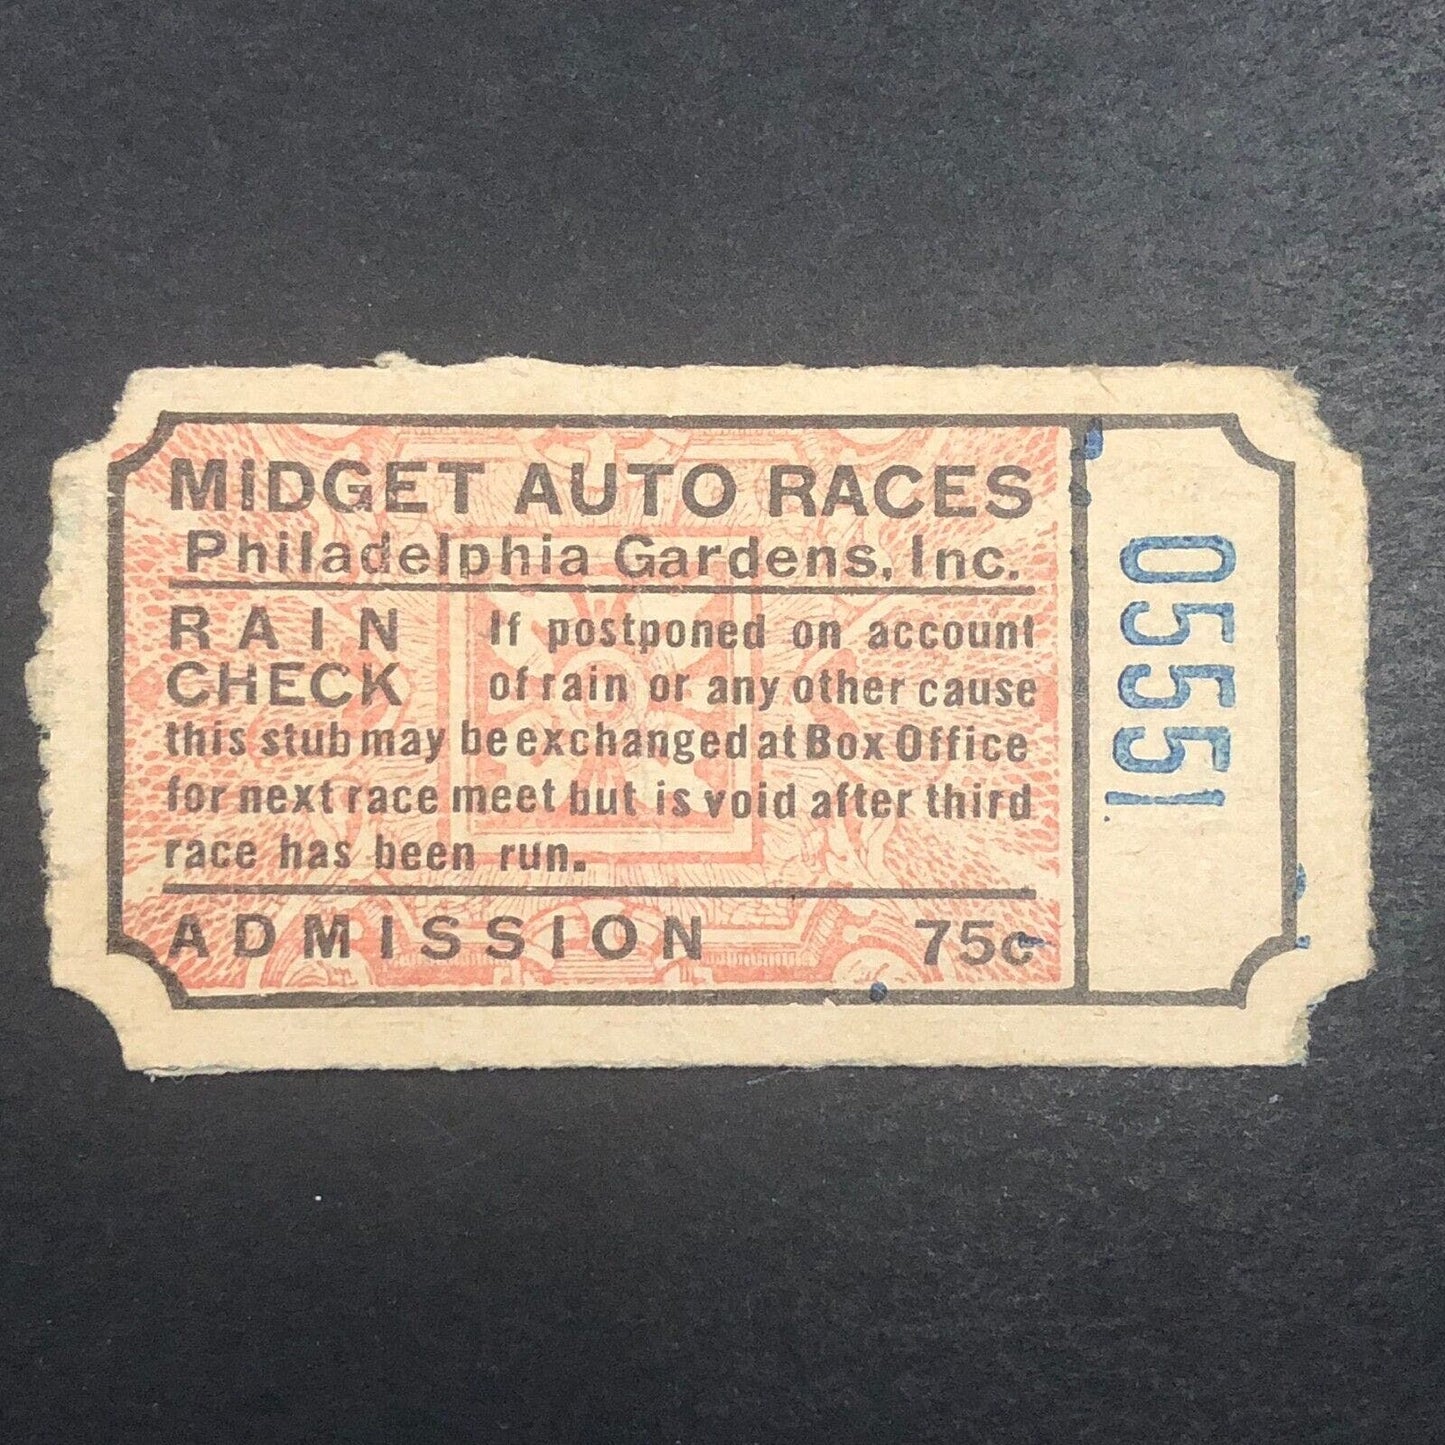 MIDGET AUTO RACES
Philadelphia Gardens, Inc.
RAIN CHECK
If postponed on account
of rain or any other cause
this stub may be exchanged at Box Office
for next race meet but is void after third
race has been run.
ADMISSION 75c
05551